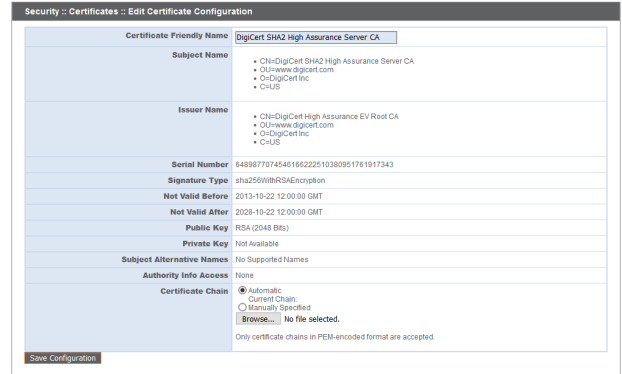 Security :: Certificates :: Edit Certificate Configuration
Certificate Friendly Name DigiCert SHA2 High Assurance Server CA
Subject Name
• CN=DigiCert SHA2 High Assurance Server CA
• OU=www.digicert.com
• O=DigiCert Inc
• C=US
Issuer Name
• CN=DigiCert High Assurance EV Root CA
• OU=www.digicert.com
• O=DigiCert Inc
• C=US
Serial Number 6489877074546166222510380951761917343
Signature Type sha256WithRSAEncryption
Not Valid Before 2013-10-22 12:00:00 GMT
Not Valid After 2028-10-22 12:00:00 GMT
Public Key RSA (2048 Bits)
Private Key Not Available
Subject Alternative Names No Supported Names
Authority Info Access None
Certificate Chain Automatic
Current Chain:
Manually Specified
Browse... No file selected.
Only certificate chains in PEM-encoded format are accepted.
Save Configuration